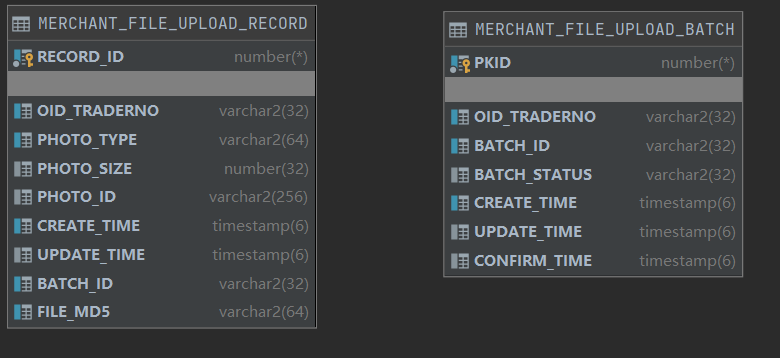 MERCHANT_FILE_UPLOAD_RECORD
RECORD_ID number(*)
OID_TRADERNO varchar2(32)
PHOTO_TYPE varchar2(64)
PHOTO_SIZE number(32)
PHOTO_ID varchar2(256)
CREATE_TIME timestamp(6)
UPDATE_TIME timestamp(6)
BATCH_ID varchar2(32)
FILE_MD5 varchar2(64)
MERCHANT_FILE_UPLOAD_BATCH
PKID number(*)
OID_TRADERNO varchar2(32)
BATCH_ID varchar2(32)
BATCH_STATUS varchar2(32)
CREATE_TIME timestamp(6)
UPDATE_TIME timestamp(6)
CONFIRM_TIME timestamp(6)